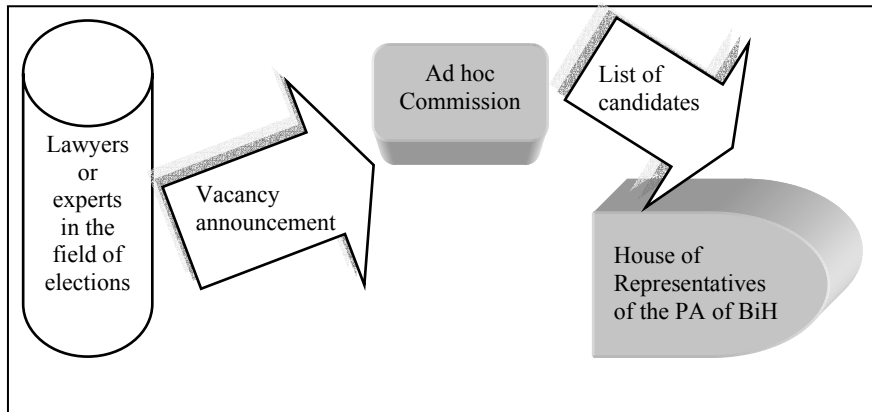 Lawyers
or
experts
in the
field of
elections
Vacancy
announcement
Ad hoc
Commission
List of
candidates
House of
Representatives
of the PA of BiH